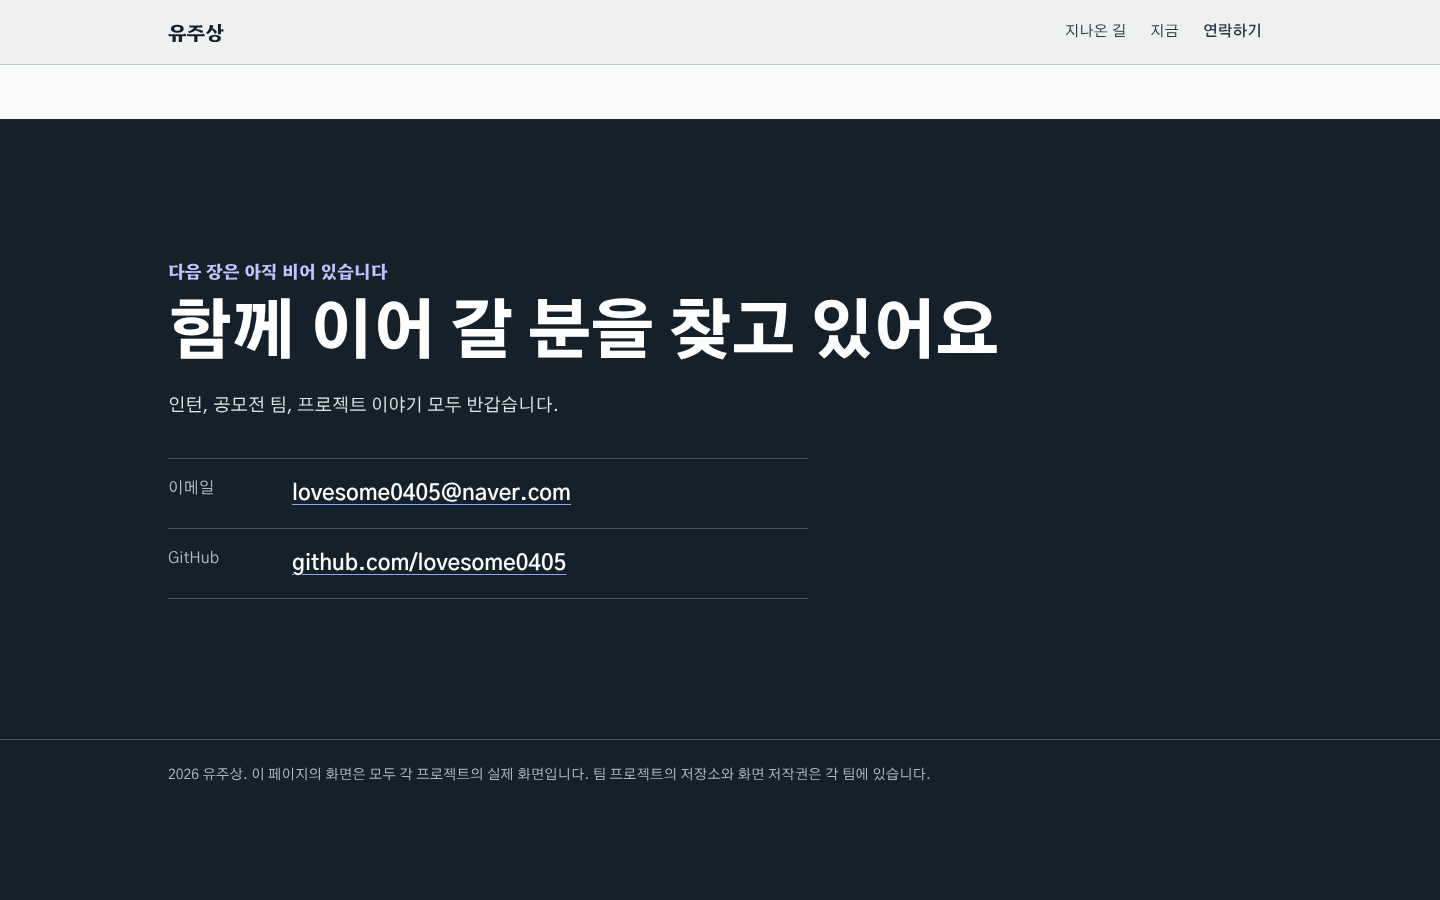 유주상
지나온 길 지금 연락하기
다음 장은 아직 비어 있습니다
함께 이어 갈 분을 찾고 있어요
인턴, 공모전 팀, 프로젝트 이야기 모두 반갑습니다.
이메일 lovesome0405@naver.com
GitHub github.com/lovesome0405
2026 유주상. 이 페이지의 화면은 모두 각 프로젝트의 실제 화면입니다. 팀 프로젝트의 저장소와 화면 저작권은 각 팀에 있습니다.